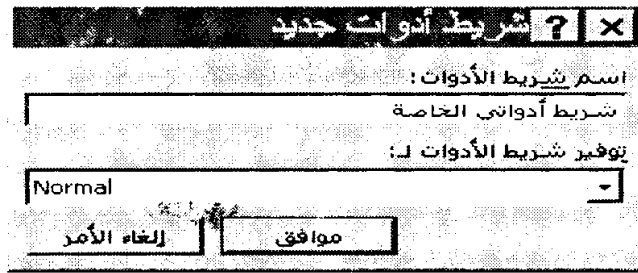 شريط أدوات جديد
اسم شريط الأدوات:
شريط أدواتي الخاصة
توفير شريط الأدوات لـ:
Normal
موافق
إلغاء الأمر